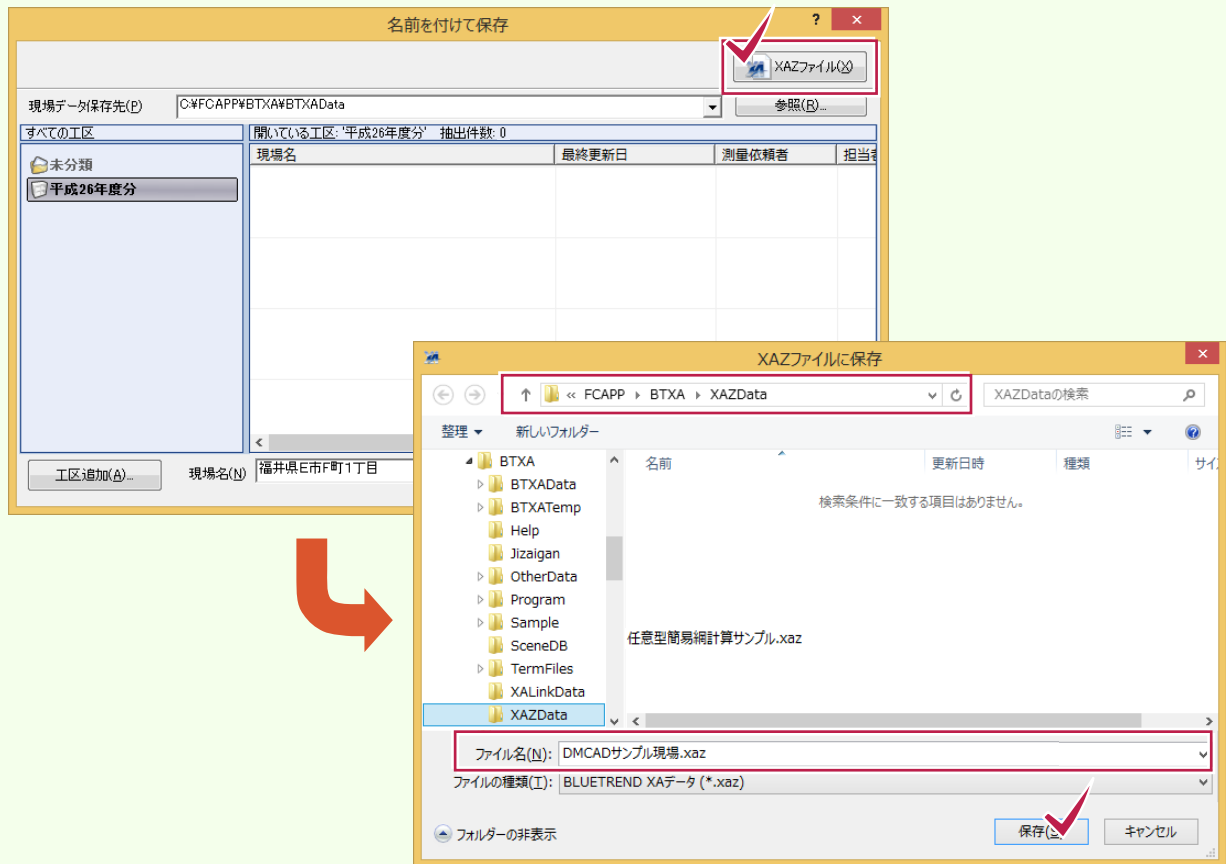 名前を付けて保存
?
XAZファイル(X)
現場データ保存先(P)
C:¥FCAPP¥BTXA¥BTXAData
参照(R)...
すべての工区
開いている工区: '平成26年度分' 抽出件数: 0
未分類
平成26年度分
現場名
最終更新日
測量依頼者
工区追加(A)...
現場名(N)
福井県E市F町1丁目
XAZファイルに保存
« FCAPP BTXA XAZData
XAZDataの検索
整理
新しいフォルダー
BTXA
BTXAData
BTXATemp
Help
Jizaigan
OtherData
Program
Sample
SceneDB
TermFiles
XALinkData
XAZData
名前
更新日時
種類
検索条件に一致する項目はありません。
任意型簡易網計算サンプル.xaz
ファイル名(N):
DMCADサンプル現場.xaz
ファイルの種類(T):
BLUETREND XAデータ (*.xaz)
フォルダーの非表示
保存
キャンセル